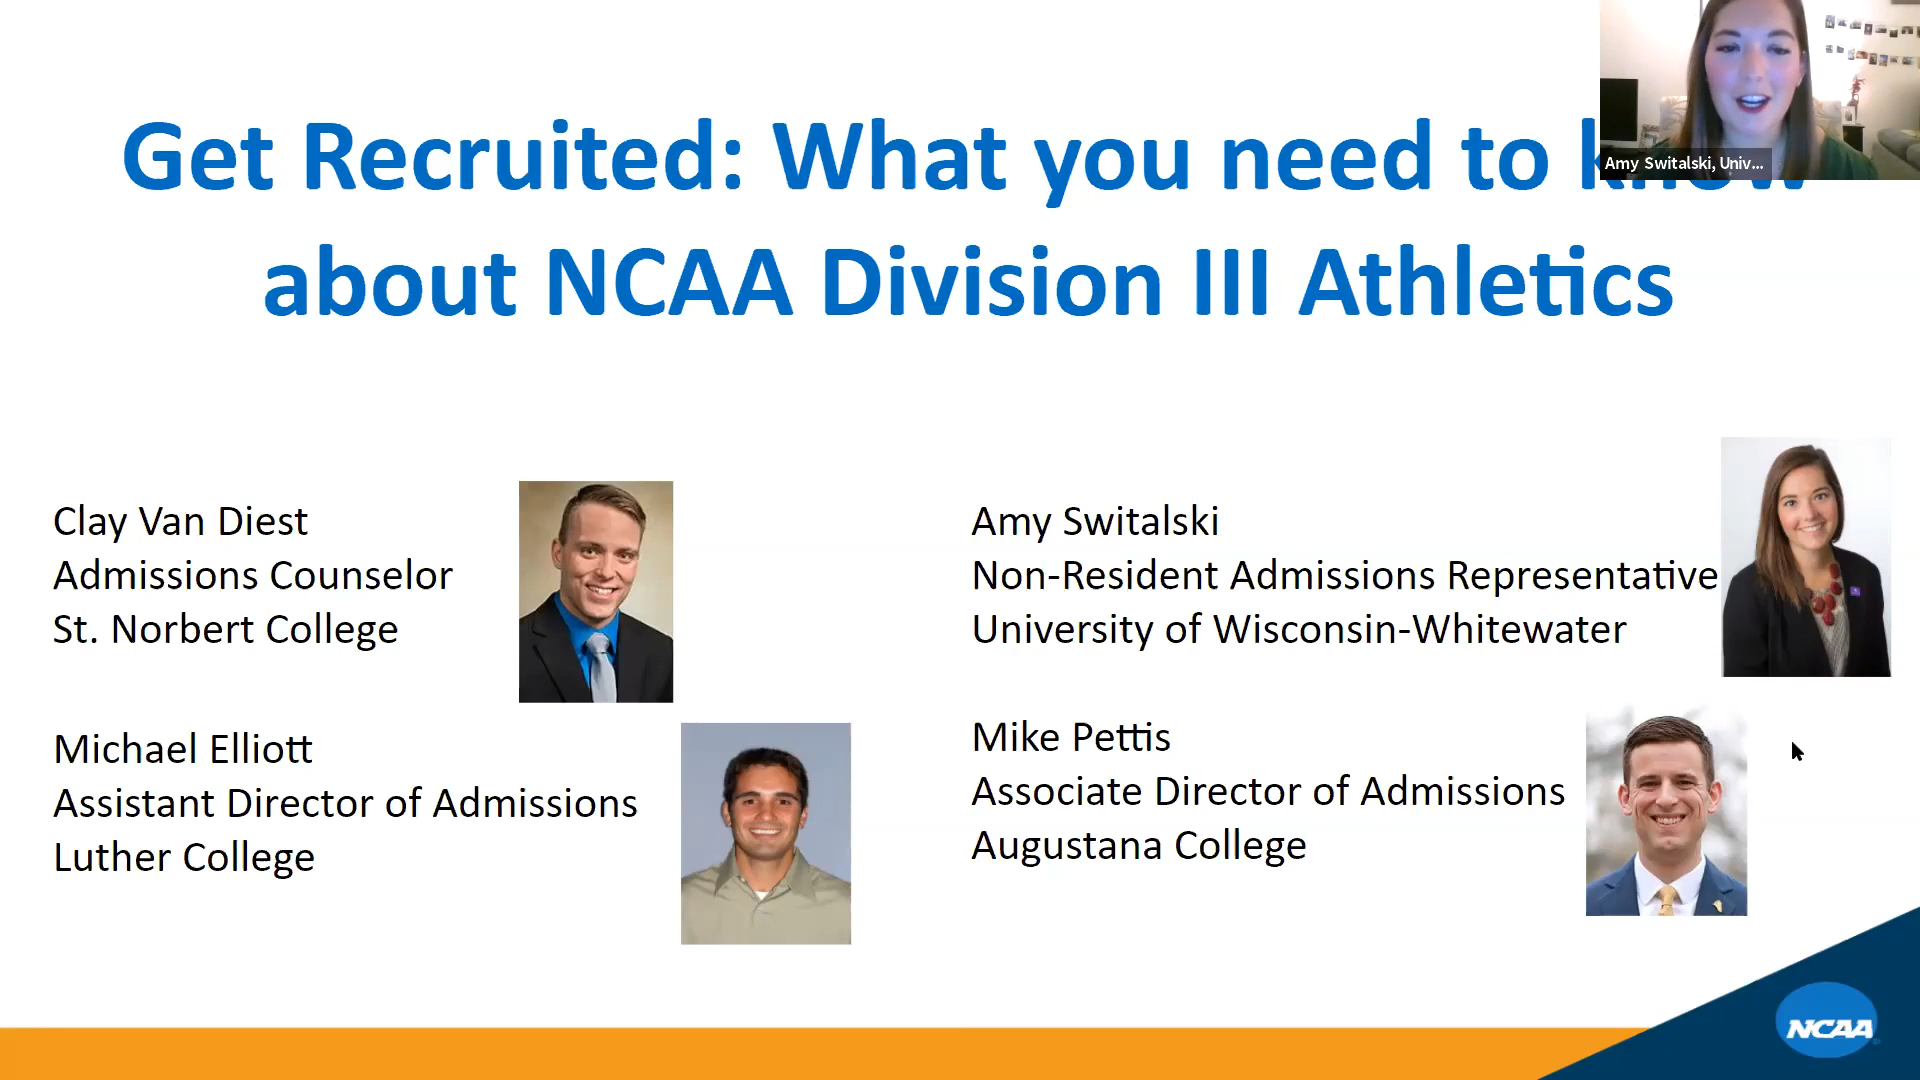 Get Recruited: What you need to know
about NCAA Division III Athletics
Amy Switalski, Univ...
Clay Van Diest
Admissions Counselor
St. Norbert College
Michael Elliott
Assistant Director of Admissions
Luther College
Amy Switalski
Non-Resident Admissions Representative
University of Wisconsin-Whitewater
Mike Pettis
Associate Director of Admissions
Augustana College
NCAA